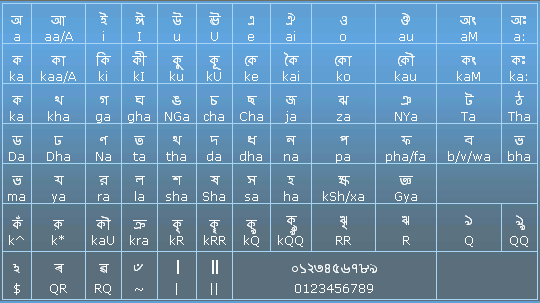 অ আ ই ঈ উ ঊ এ ঐ ও ঔ অং অঃ
a aa/A i I u U e ai o au aM a:
ক কা কি কী কু কূ কে কৈ কো কৌ কং কঃ
ka kaa/A ki kI ku kU ke kai ko kau kaM ka:
ক খ গ ঘ ঙ চ ছ জ ঝ ঞ ট ঠ
ka kha ga gha NGa cha Cha ja za NYa Ta Tha
ড ঢ ণ ত থ দ ধ ন প ফ ব ভ
Da Dha Na ta tha da dha na pa pha/fa b/v/wa bha
ভ য র ল শ ষ স হ ক্ষ জ্ঞ
ma ya ra la sha Sha sa ha kSh/xa Gya
কঁ ক় কৗ ক্র কৃ কৄ কৢ কৣ ৠ ঋ ঌ ৡ
k^ k* kaU kra kR kRR kQ kQQ RR R Q QQ
ঽ ৰ ৱ ৺ । ॥ ০১২৩৪৫৬৭৮৯
$ QR RQ ~ | || 0123456789